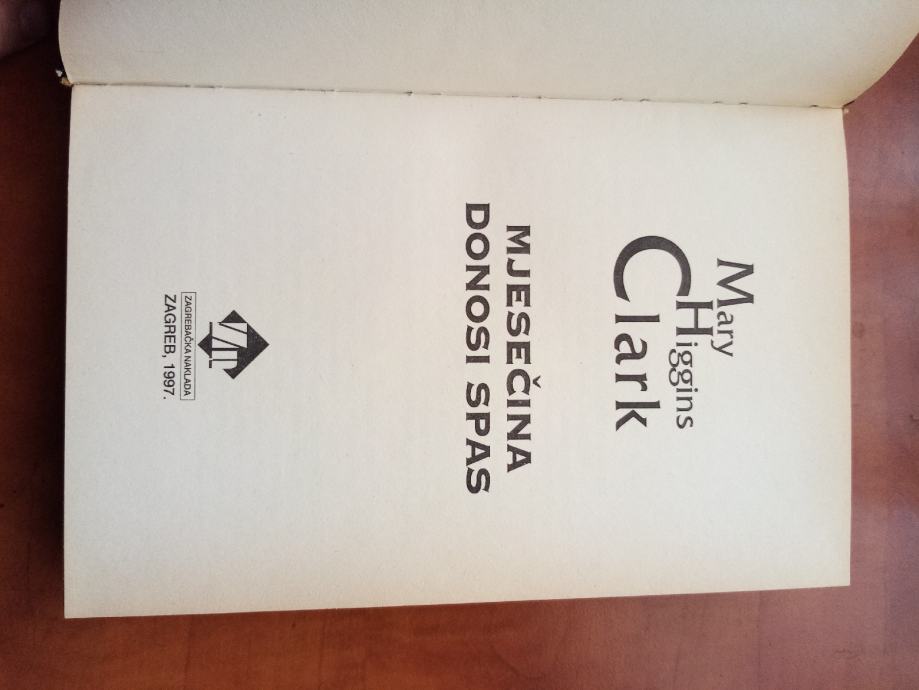 Mary
Higgins
Clark
MJESEČINA
DONOSI SPAS
ZAGREBAČKA NAKLADA
ZAGREB, 1997.